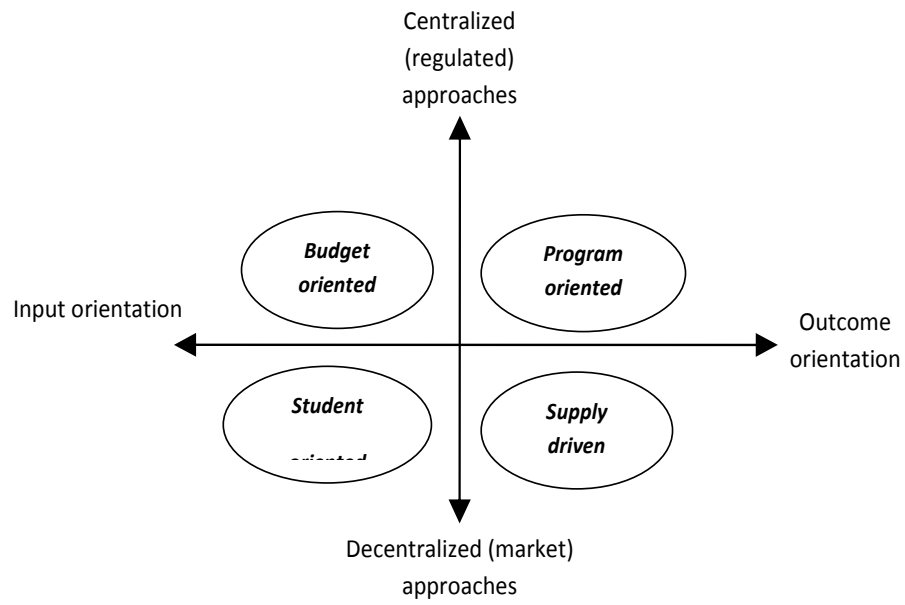 Centralized
(regulated)
approaches
Budget
oriented
Program
oriented
Input orientation
Outcome
orientation
Student
Supply
driven
Decentralized (market)
approaches